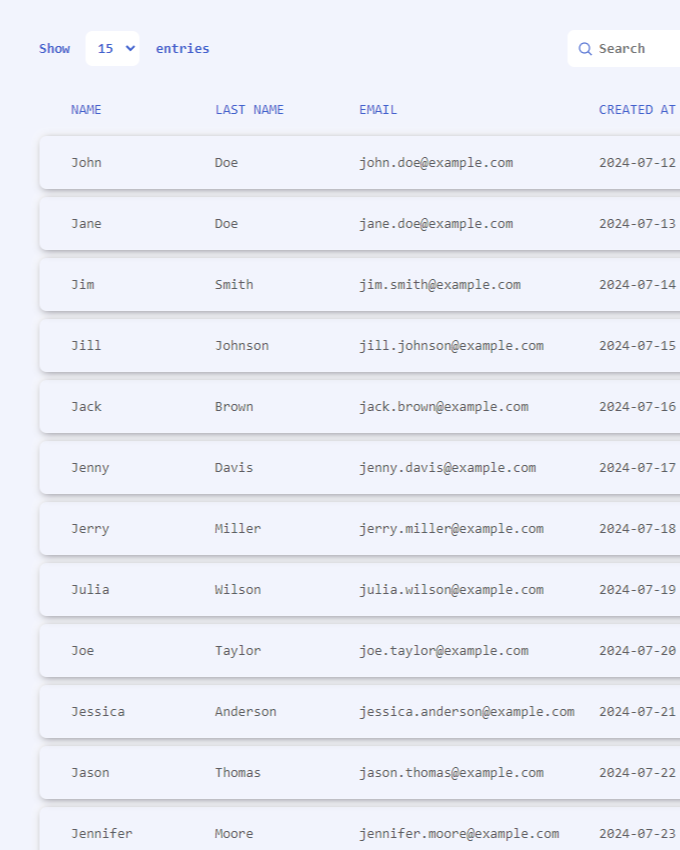 Show 15 entries Search
NAME LAST NAME EMAIL CREATED AT
John Doe john.doe@example.com 2024-07-12
Jane Doe jane.doe@example.com 2024-07-13
Jim Smith jim.smith@example.com 2024-07-14
Jill Johnson jill.johnson@example.com 2024-07-15
Jack Brown jack.brown@example.com 2024-07-16
Jenny Davis jenny.davis@example.com 2024-07-17
Jerry Miller jerry.miller@example.com 2024-07-18
Julia Wilson julia.wilson@example.com 2024-07-19
Joe Taylor joe.taylor@example.com 2024-07-20
Jessica Anderson jessica.anderson@example.com 2024-07-21
Jason Thomas jason.thomas@example.com 2024-07-22
Jennifer Moore jennifer.moore@example.com 2024-07-23